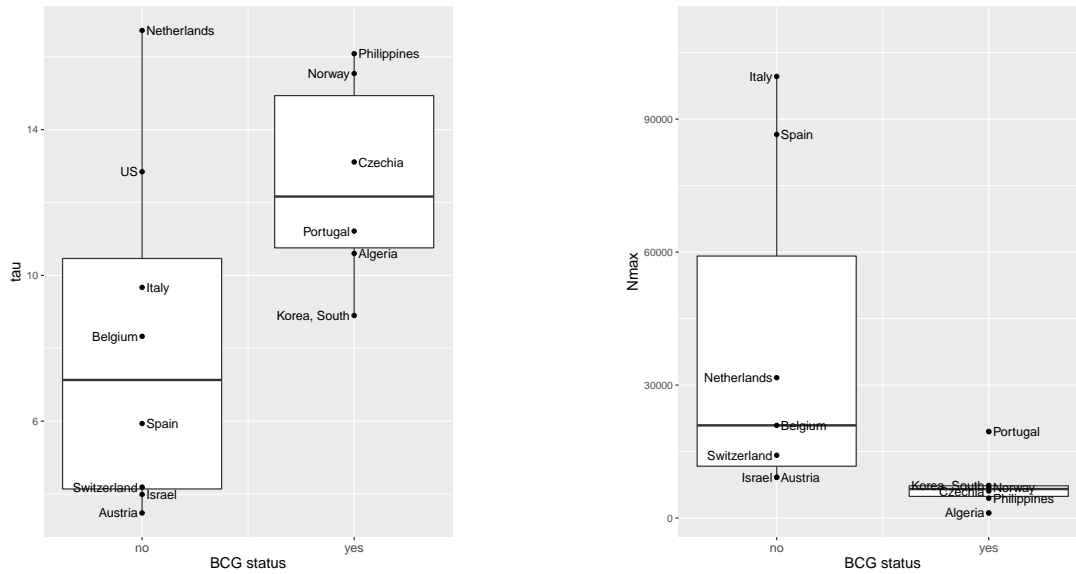 Netherlands
Philippines
Norway
14
Czechia
US
Portugal
Algeria
10
Italy
Korea, South
Belgium
6
Spain
Switzerland
Israel
Austria
tau
no
yes
BCG status
Italy
90000
Spain
60000
Netherlands
30000
Belgium
Portugal
Switzerland
Israel
Austria
Korea, South
Norway
Czechia
Philippines
Algeria
0
Nmax
no
yes
BCG status